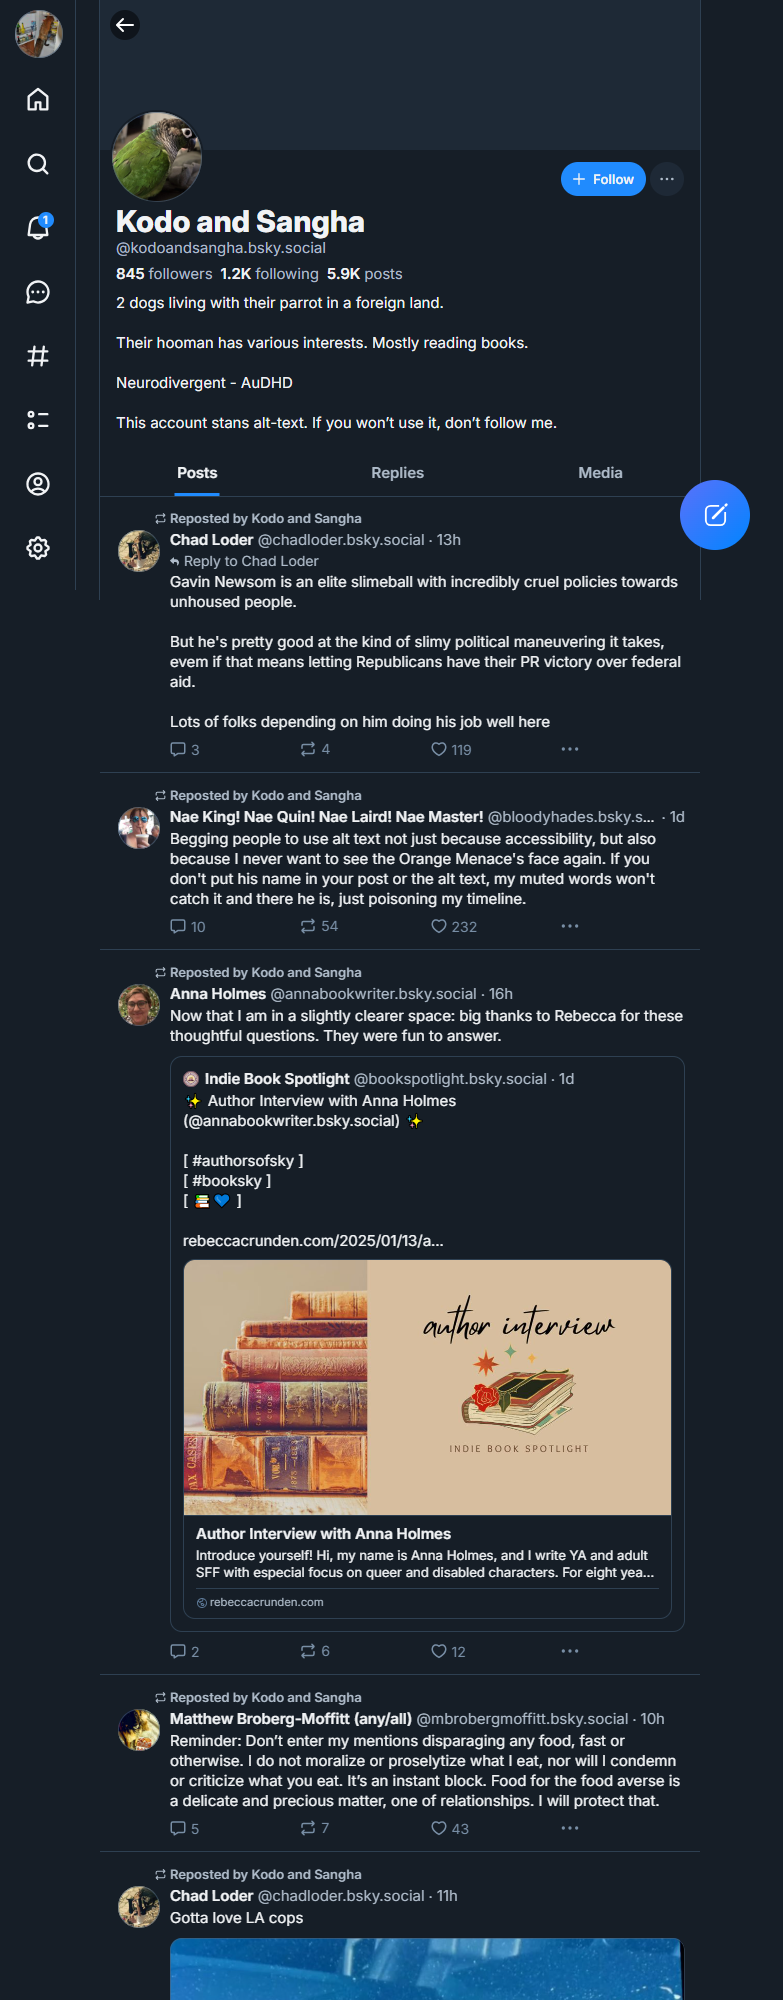 1
+ Follow
Kodo and Sangha
@kodoandsangha.bsky.social
845 followers 1.2K following 5.9K posts
2 dogs living with their parrot in a foreign land.
Their hooman has various interests. Mostly reading books.
Neurodivergent - AuDHD
This account stans alt-text. If you won’t use it, don’t follow me.
Posts Replies Media
Reposted by Kodo and Sangha
Chad Loder @chadloder.bsky.social · 13h
Reply to Chad Loder
Gavin Newsom is an elite slimeball with incredibly cruel policies towards
unhoused people.
But he's pretty good at the kind of slimy political maneuvering it takes,
evem if that means letting Republicans have their PR victory over federal
aid.
Lots of folks depending on him doing his job well here
3 4 119
Reposted by Kodo and Sangha
Nae King! Nae Quin! Nae Laird! Nae Master! @bloodyhades.bsky.s... · 1d
Begging people to use alt text not just because accessibility, but also
because I never want to see the Orange Menace's face again. If you
don't put his name in your post or the alt text, my muted words won't
catch it and there he is, just poisoning my timeline.
10 54 232
Reposted by Kodo and Sangha
Anna Holmes @annabookwriter.bsky.social · 16h
Now that I am in a slightly clearer space: big thanks to Rebecca for these
thoughtful questions. They were fun to answer.
Indie Book Spotlight @bookspotlight.bsky.social · 1d
✨ Author Interview with Anna Holmes
(@annabookwriter.bsky.social) ✨
[ #authorsofsky ]
[ #booksky ]
[ 📚💙 ]
rebeccacrunden.com/2025/01/13/a...
author interview
CAPTAIN
COOK
AX CASES
VOR
1873-
INDIE BOOK SPOTLIGHT
Author Interview with Anna Holmes
Introduce yourself! Hi, my name is Anna Holmes, and I write YA and adult
SFF with especial focus on queer and disabled characters. For eight yea...
rebeccacrunden.com
2 6 12
Reposted by Kodo and Sangha
Matthew Broberg-Moffitt (any/all) @mbrobergmoffitt.bsky.social · 10h
Reminder: Don’t enter my mentions disparaging any food, fast or
otherwise. I do not moralize or proselytize what I eat, nor will I condemn
or criticize what you eat. It’s an instant block. Food for the food averse is
a delicate and precious matter, one of relationships. I will protect that.
5 7 43
Reposted by Kodo and Sangha
Chad Loder @chadloder.bsky.social · 11h
Gotta love LA cops